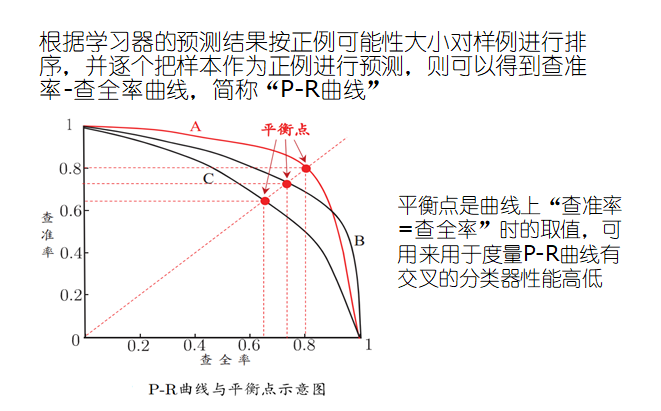 根据学习器的预测结果按正例可能性大小对样例进行排
序，并逐个把样本作为正例进行预测，则可以得到查准
率-查全率曲线，简称“P-R曲线”
1
A
平衡点
0.8
C
0.6
查准率
B
0.4
0.2
0
0.2
0.4
0.6
0.8
1
查全率
P-R曲线与平衡点示意图
平衡点是曲线上“查准率
=查全率”时的取值，可
用来用于度量P-R曲线有
交叉的分类器性能高低